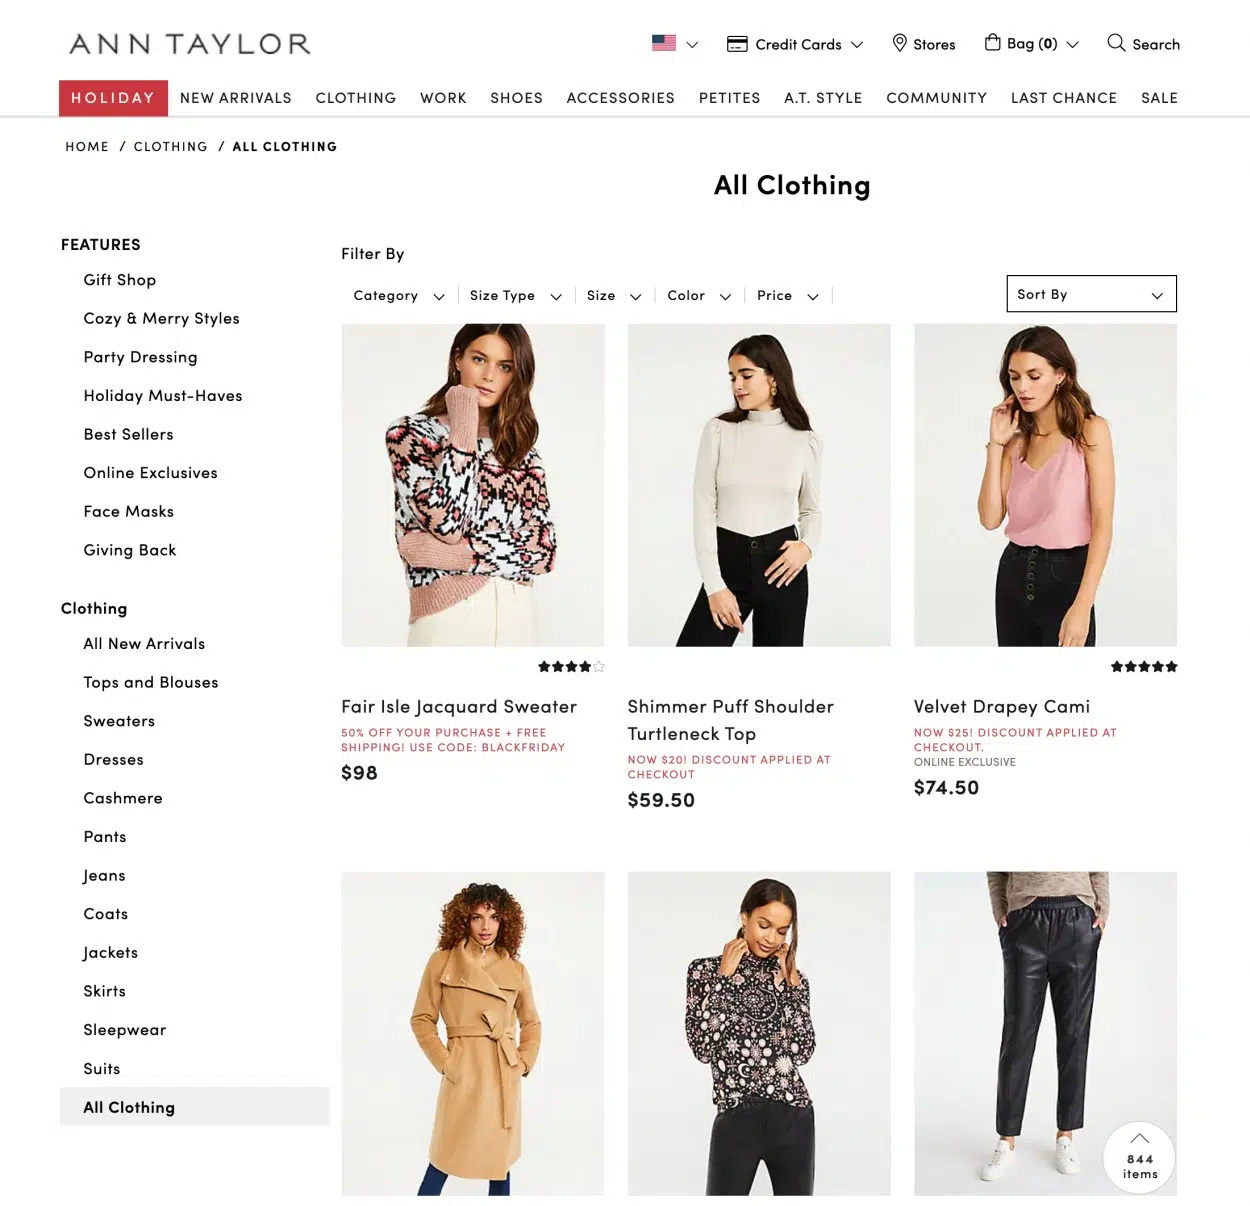 ANN TAYLOR
Credit Cards
Stores
Bag (0)
Search
HOLIDAY
NEW ARRIVALS
CLOTHING
WORK
SHOES
ACCESSORIES
PETITES
A.T. STYLE
COMMUNITY
LAST CHANCE
SALE
HOME / CLOTHING / ALL CLOTHING
All Clothing
FEATURES
Gift Shop
Cozy & Merry Styles
Party Dressing
Holiday Must-Haves
Best Sellers
Online Exclusives
Face Masks
Giving Back
Clothing
All New Arrivals
Tops and Blouses
Sweaters
Dresses
Cashmere
Pants
Jeans
Coats
Jackets
Skirts
Sleepwear
Suits
All Clothing
Filter By
Category
Size Type
Size
Color
Price
Sort By
Fair Isle Jacquard Sweater
50% OFF YOUR PURCHASE + FREE
SHIPPING! USE CODE: BLACKFRIDAY
$98
Shimmer Puff Shoulder
Turtleneck Top
NOW $20! DISCOUNT APPLIED AT
CHECKOUT
$59.50
Velvet Drapey Cami
NOW $25! DISCOUNT APPLIED AT
CHECKOUT.
ONLINE EXCLUSIVE
$74.50
844
items